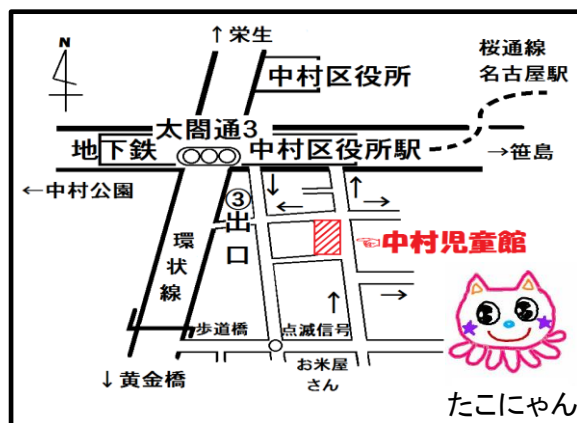 N
↑栄生
桜通線
名古屋駅
中村区役所
太閤通3
地下鉄
中村区役所駅
→笹島
←中村公園
③出口
環状線
☜中村児童館
歩道橋
点滅信号
お米屋
さん
↓黄金橋
たこにゃん